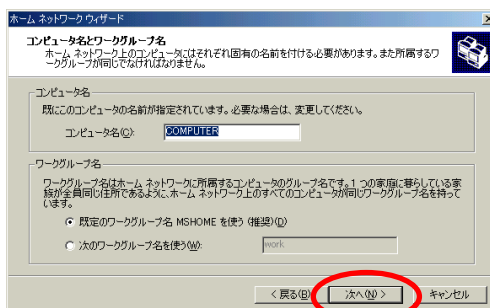 ホーム ネットワーク ウィザード
コンピュータ名とワークグループ名
ホーム ネットワーク上のコンピュータにはそれぞれ固有の名前を付ける必要があります。また所属するワ
ークグループが同じでなければなりません。
コンピュータ名
既にこのコンピュータの名前が指定されています。必要な場合は、変更してください。
コンピュータ名(C): COMPUTER
ワークグループ名
ワークグループ名はホーム ネットワークに所属するコンピュータのグループ名です。1 つの家庭に暮らしている家
族が全員同じ住所であるように、ホーム ネットワーク上のすべてのコンピュータが同じワークグループ名を持って
います。
既定のワークグループ名 MSHOME を使う (推奨)(D)
次のワークグループ名を使う(W): work
< 戻る(B) 次へ(N) > キャンセル